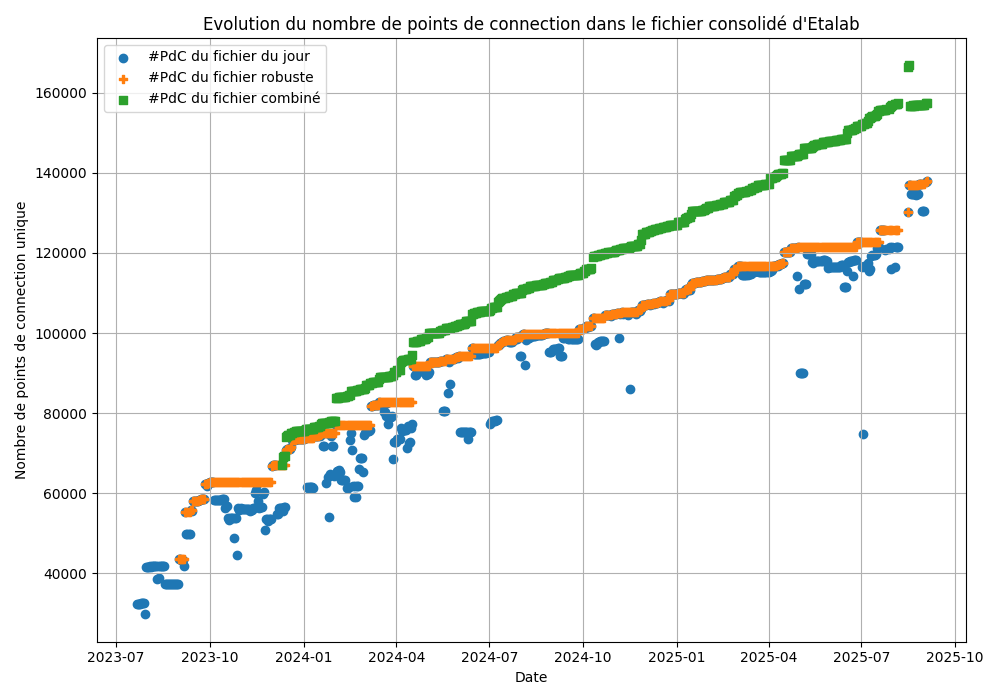 Evolution du nombre de points de connection dans le fichier consolidé d'Etalab
#PdC du fichier du jour
#PdC du fichier robuste
#PdC du fichier combiné
Nombre de points de connection unique
160000
140000
120000
100000
80000
60000
40000
2023-07 2023-10 2024-01 2024-04 2024-07 2024-10 2025-01 2025-04 2025-07 2025-10
Date